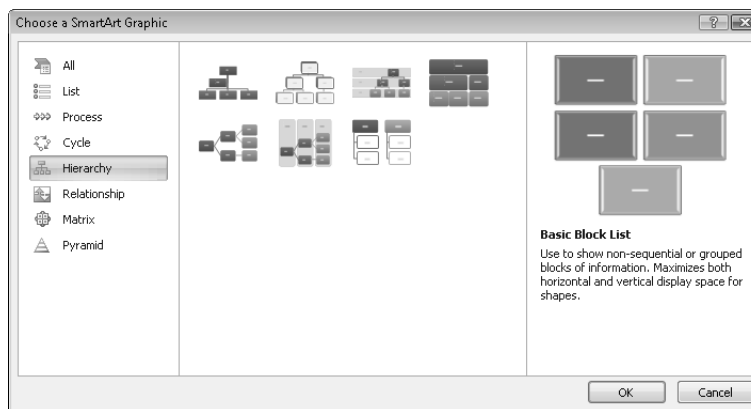 Choose a SmartArt Graphic
All
List
Process
Cycle
Hierarchy
Relationship
Matrix
Pyramid
Basic Block List
Use to show non-sequential or grouped
blocks of information. Maximizes both
horizontal and vertical display space for
shapes.
OK
Cancel